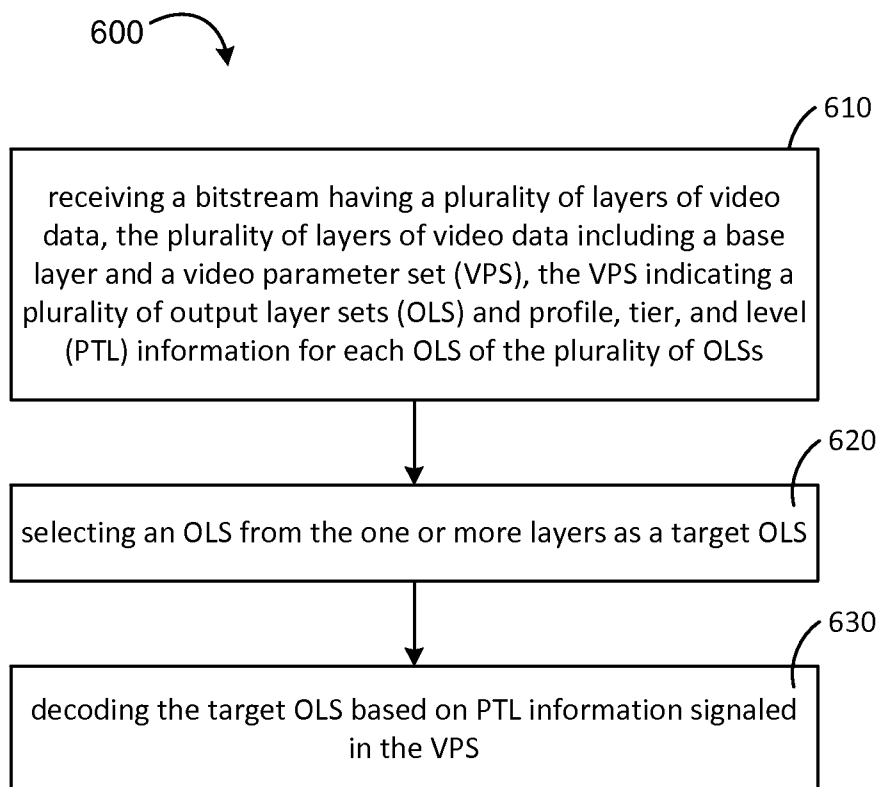 600
610
receiving a bitstream having a plurality of layers of video
data, the plurality of layers of video data including a base
layer and a video parameter set (VPS), the VPS indicating a
plurality of output layer sets (OLS) and profile, tier, and level
(PTL) information for each OLS of the plurality of OLSs
620
selecting an OLS from the one or more layers as a target OLS
630
decoding the target OLS based on PTL information signaled
in the VPS